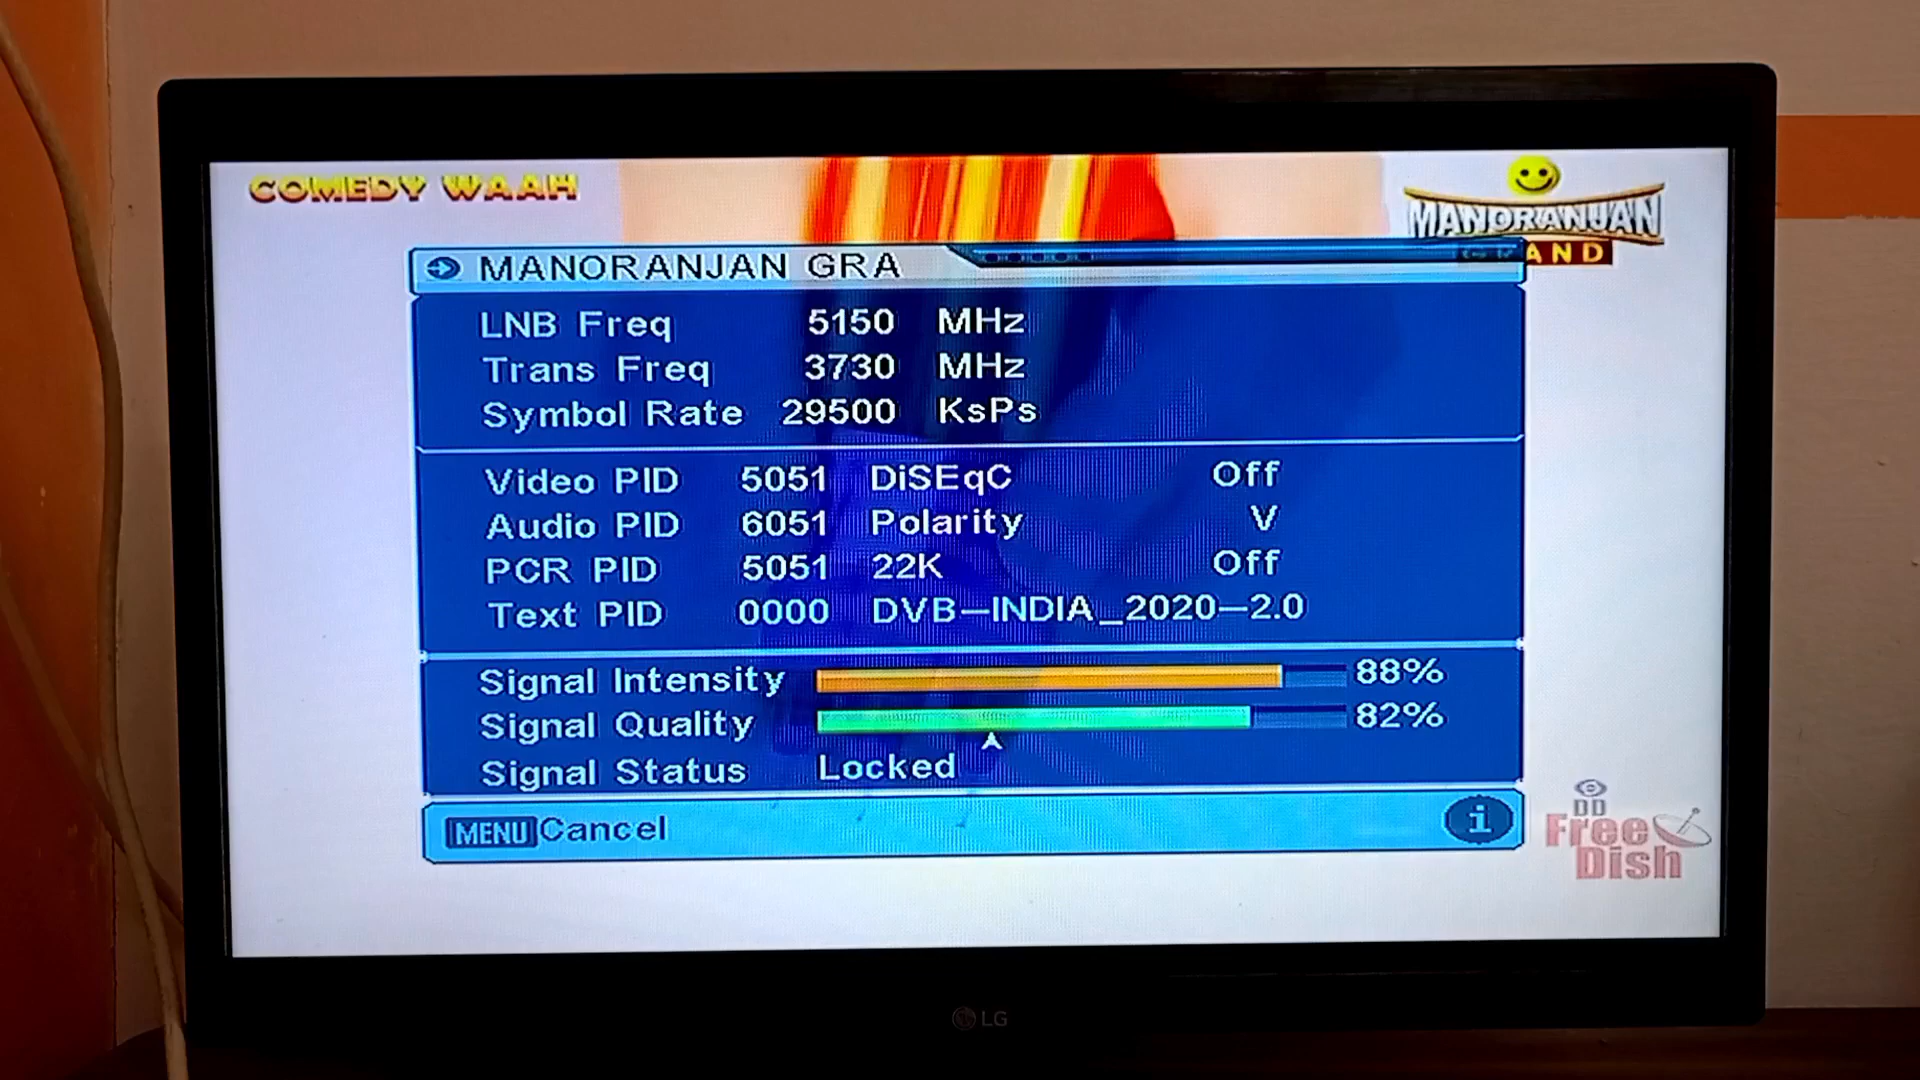 COMEDY WAAH
MANORANJAN
AND
MANORANJAN GRA
LNB Freq 5150 MHz
Trans Freq 3730 MHz
Symbol Rate 29500 KsPs
Video PID 5051 DiSEqC Off
Audio PID 6051 Polarity V
PCR PID 5051 22K Off
Text PID 0000 DVB-INDIA_2020-2.0
Signal Intensity 88%
Signal Quality 82%
Signal Status Locked
MENU Cancel
i
DD
Free
Dish
LG